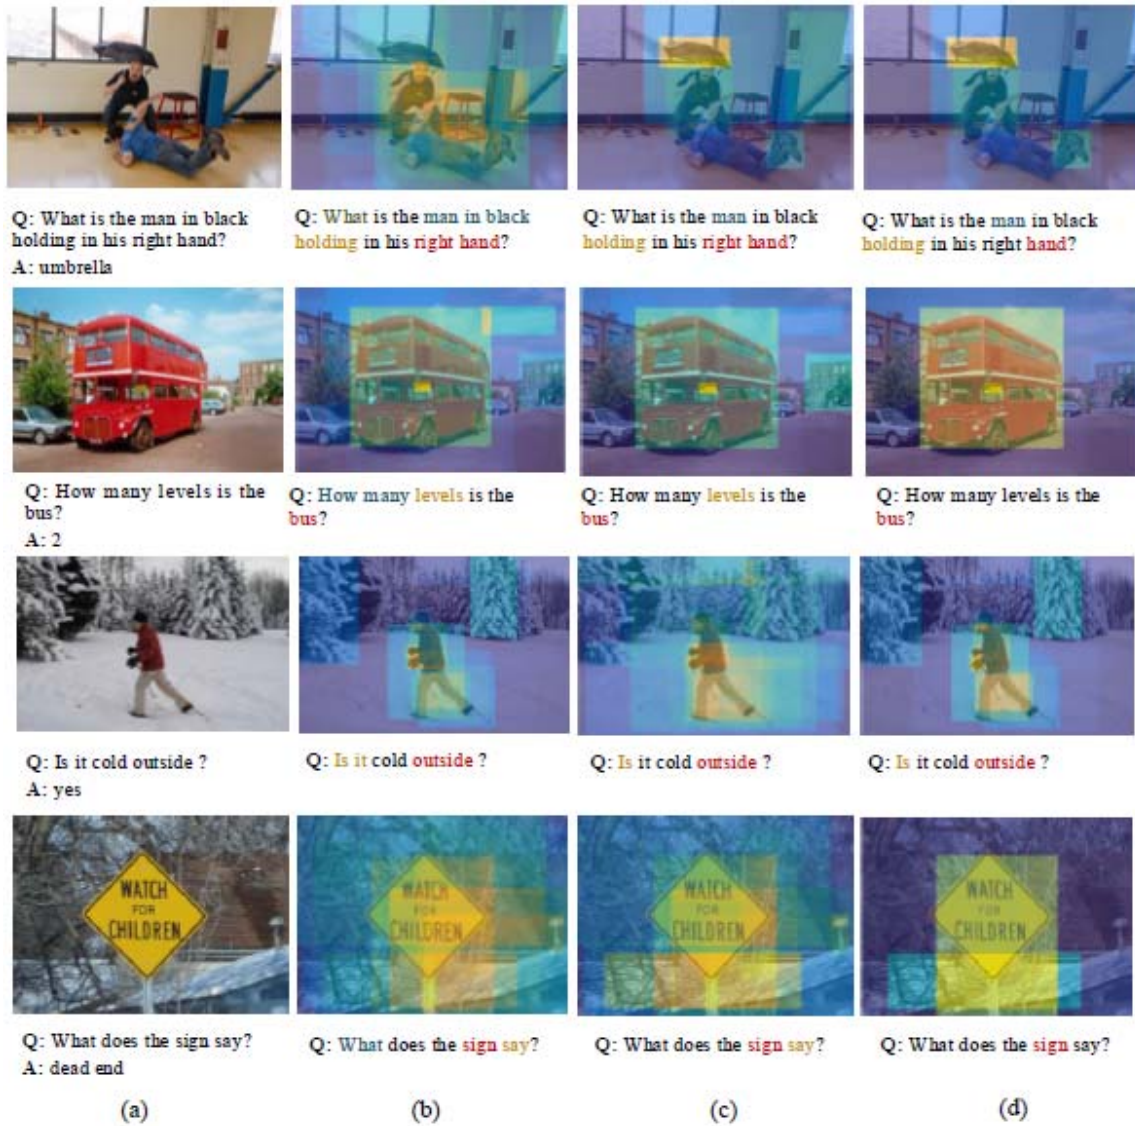 Q: What is the man in black
holding in his right hand?
A: umbrella
Q: What is the man in black
holding in his right hand?
Q: What is the man in black
holding in his right hand?
Q: What is the man in black
holding in his right hand?
Q: How many levels is the
bus?
A: 2
Q: How many levels is the
bus?
Q: How many levels is the
bus?
Q: How many levels is the
bus?
Q: Is it cold outside ?
A: yes
Q: Is it cold outside ?
Q: Is it cold outside ?
Q: Is it cold outside ?
WATCH
FOR
CHILDREN
WATCH
FOR
CHILDREN
WATCH
FOR
CHILDREN
WATCH
FOR
CHILDREN
Q: What does the sign say?
A: dead end
Q: What does the sign say?
Q: What does the sign say?
Q: What does the sign say?
(a)
(b)
(c)
(d)